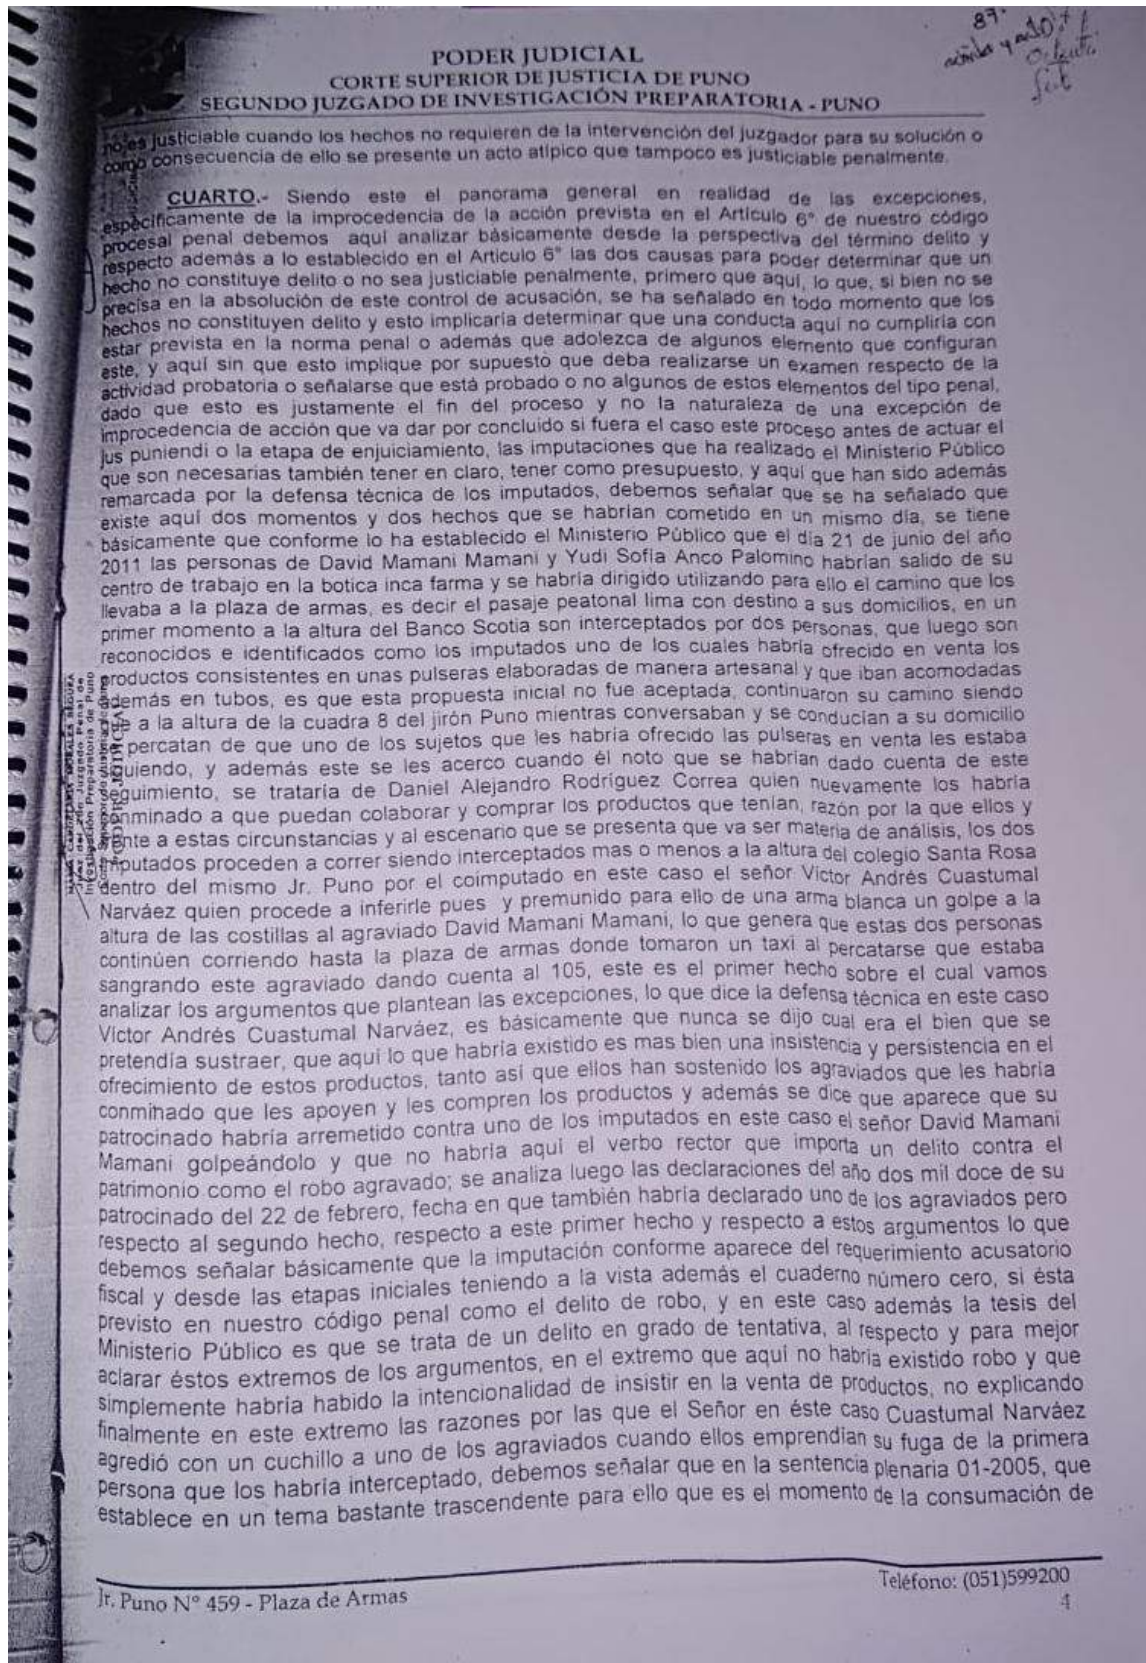 87.
PODER JUDICIAL
CORTE SUPERIOR DE JUSTICIA DE PUNO
SEGUNDO JUZGADO DE INVESTIGACIÓN PREPARATORIA - PUNO
no es justiciable cuando los hechos no requieren de la intervención del juzgador para su solución o
como consecuencia de ello se presente un acto atípico que tampoco es justiciable penalmente.
CUARTO.- Siendo este el panorama general en realidad de las excepciones,
específicamente de la improcedencia de la acción prevista en el Artículo 6° de nuestro código
procesal penal debemos aquí analizar básicamente desde la perspectiva del término delito y
respecto además a lo establecido en el Articulo 6° las dos causas para poder determinar que un
hecho no constituye delito o no sea justiciable penalmente, primero que aquí, lo que, si bien no se
precisa en la absolución de este control de acusación, se ha señalado en todo momento que los
hechos no constituyen delito y esto implicaría determinar que una conducta aquí no cumpliría con
estar prevista en la norma penal o además que adolezca de algunos elemento que configuran
este, y aquí sin que esto implique por supuesto que deba realizarse un examen respecto de la
actividad probatoria o señalarse que está probado o no algunos de estos elementos del tipo penal,
dado que esto es justamente el fin del proceso y no la naturaleza de una excepción de
improcedencia de acción que va dar por concluido si fuera el caso este proceso antes de actuar el
jus puniendi o la etapa de enjuiciamiento, las imputaciones que ha realizado el Ministerio Público
que son necesarias también tener en claro, tener como presupuesto, y aquí que han sido además
remarcada por la defensa técnica de los imputados, debemos señalar que se ha señalado que
existe aquí dos momentos y dos hechos que se habrían cometido en un mismo día, se tiene
básicamente que conforme lo ha establecido el Ministerio Público que el día 21 de junio del año
2011 las personas de David Mamani Mamani y Yudi Sofía Anco Palomino habrían salido de su
centro de trabajo en la botica inca farma y se habría dirigido utilizando para ello el camino que los
llevaba a la plaza de armas, es decir el pasaje peatonal lima con destino a sus domicilios, en un
primer momento a la altura del Banco Scotia son interceptados por dos personas, que luego son
reconocidos e identificados como los imputados uno de los cuales habría ofrecido en venta los
productos consistentes en unas pulseras elaboradas de manera artesanal y que iban acomodadas
además en tubos, es que esta propuesta inicial no fue aceptada, continuaron su camino siendo
que a la altura de la cuadra 8 del jirón Puno mientras conversaban y se conducían a su domicilio
se percatan de que uno de los sujetos que les habría ofrecido las pulseras en venta les estaba
siguiendo, y además este se les acerco cuando él noto que se habrían dado cuenta de este
seguimiento, se trataría de Daniel Alejandro Rodríguez Correa quien nuevamente los habría
conminado a que puedan colaborar y comprar los productos que tenían, razón por la que ellos y
frente a estas circunstancias y al escenario que se presenta que va ser materia de análisis, los dos
imputados proceden a correr siendo interceptados mas o menos a la altura del colegio Santa Rosa
dentro del mismo Jr. Puno por el coimputado en este caso el señor Victor Andrés Cuastumal
Narváez quien procede a inferirle pues y premunido para ello de una arma blanca un golpe a la
altura de las costillas al agraviado David Mamani Mamani, lo que genera que estas dos personas
continúen corriendo hasta la plaza de armas donde tomaron un taxi al percatarse que estaba
sangrando este agraviado dando cuenta al 105, este es el primer hecho sobre el cual vamos
analizar los argumentos que plantean las excepciones, lo que dice la defensa técnica en este caso
Víctor Andrés Cuastumal Narváez, es básicamente que nunca se dijo cual era el bien que se
pretendía sustraer, que aquí lo que habría existido es mas bien una insistencia y persistencia en el
ofrecimiento de estos productos, tanto así que ellos han sostenido los agraviados que les habría
conminado que les apoyen y les compren los productos y además se dice que aparece que su
patrocinado habría arremetido contra uno de los imputados en este caso el señor David Mamani
Mamani golpeándolo y que no habría aquí el verbo rector que importa un delito contra el
patrimonio como el robo agravado; se analiza luego las declaraciones del año dos mil doce de su
patrocinado del 22 de febrero, fecha en que también habría declarado uno de los agraviados pero
respecto al segundo hecho, respecto a este primer hecho y respecto a estos argumentos lo que
debemos señalar básicamente que la imputación conforme aparece del requerimiento acusatorio
fiscal y desde las etapas iniciales teniendo a la vista además el cuaderno número cero, si ésta
previsto en nuestro código penal como el delito de robo, y en este caso además la tesis del
Ministerio Público es que se trata de un delito en grado de tentativa, al respecto y para mejor
aclarar éstos extremos de los argumentos, en el extremo que aquí no habría existido robo y que
simplemente habría habido la intencionalidad de insistir en la venta de productos, no explicando
finalmente en este extremo las razones por las que el Señor en éste caso Cuastumal Narváez
agredió con un cuchillo a uno de los agraviados cuando ellos emprendían su fuga de la primera
persona que los habría interceptado, debemos señalar que en la sentencia plenaria 01-2005, que
establece en un tema bastante trascendente para ello que es el momento de la consumación de
Jr. Puno N° 459 - Plaza de Armas
Teléfono: (051)599200
4